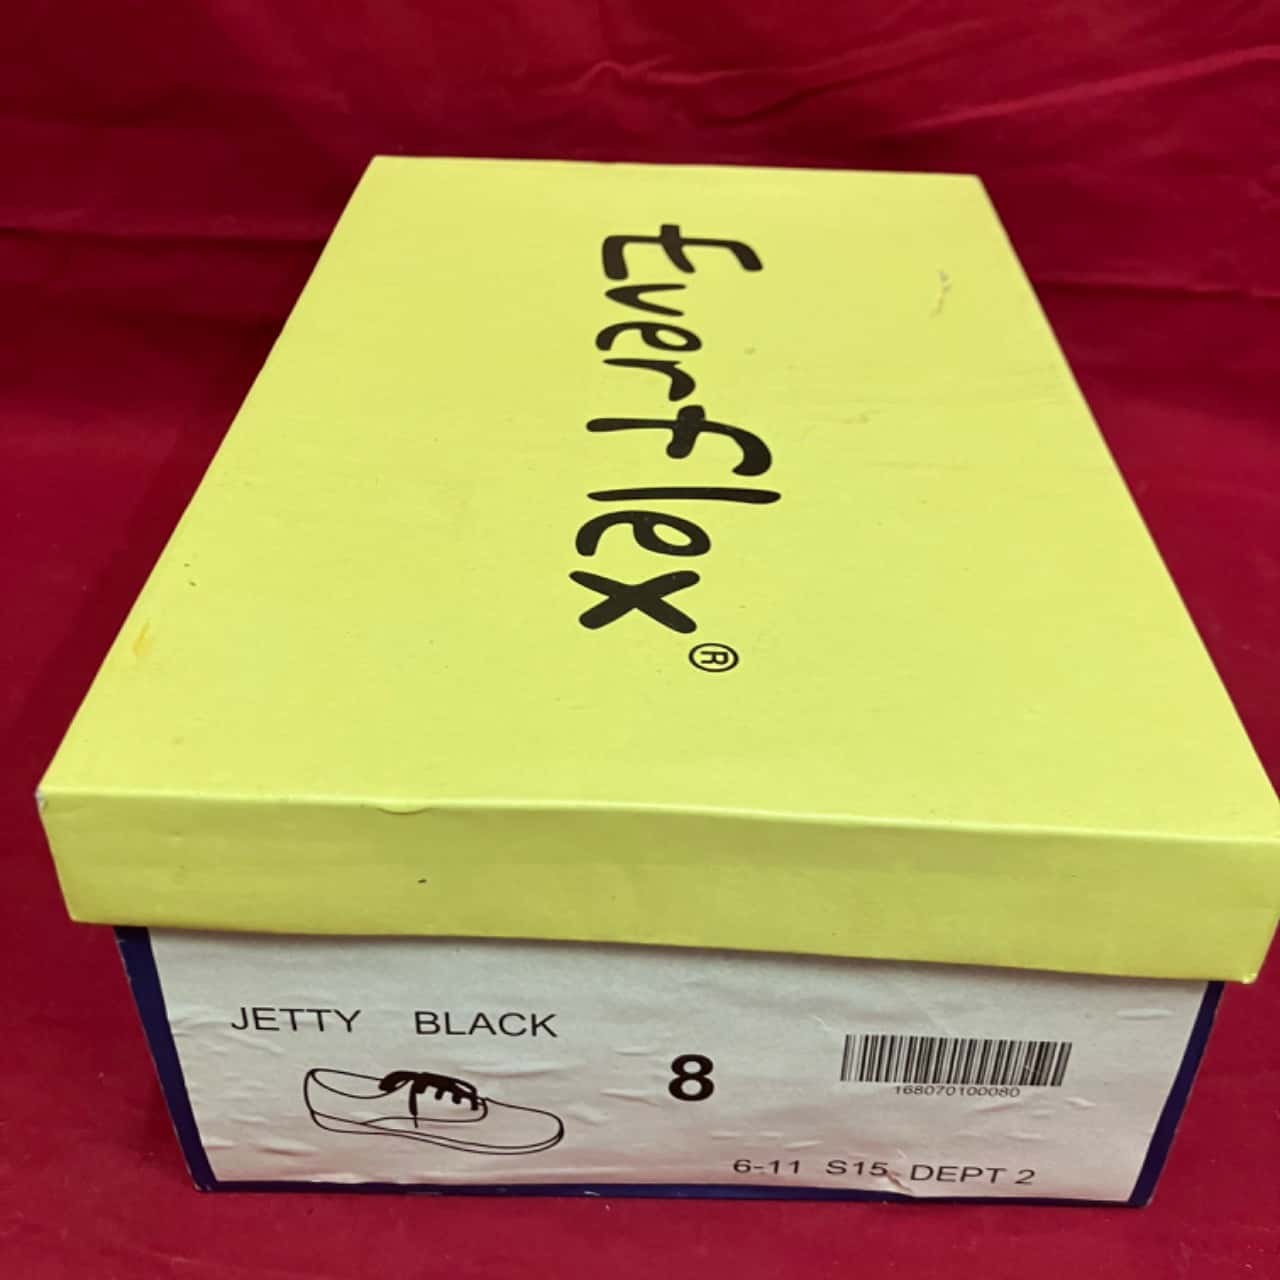 Everflex®
JETTY BLACK
8
168070100080
6-11 S15 DEPT 2